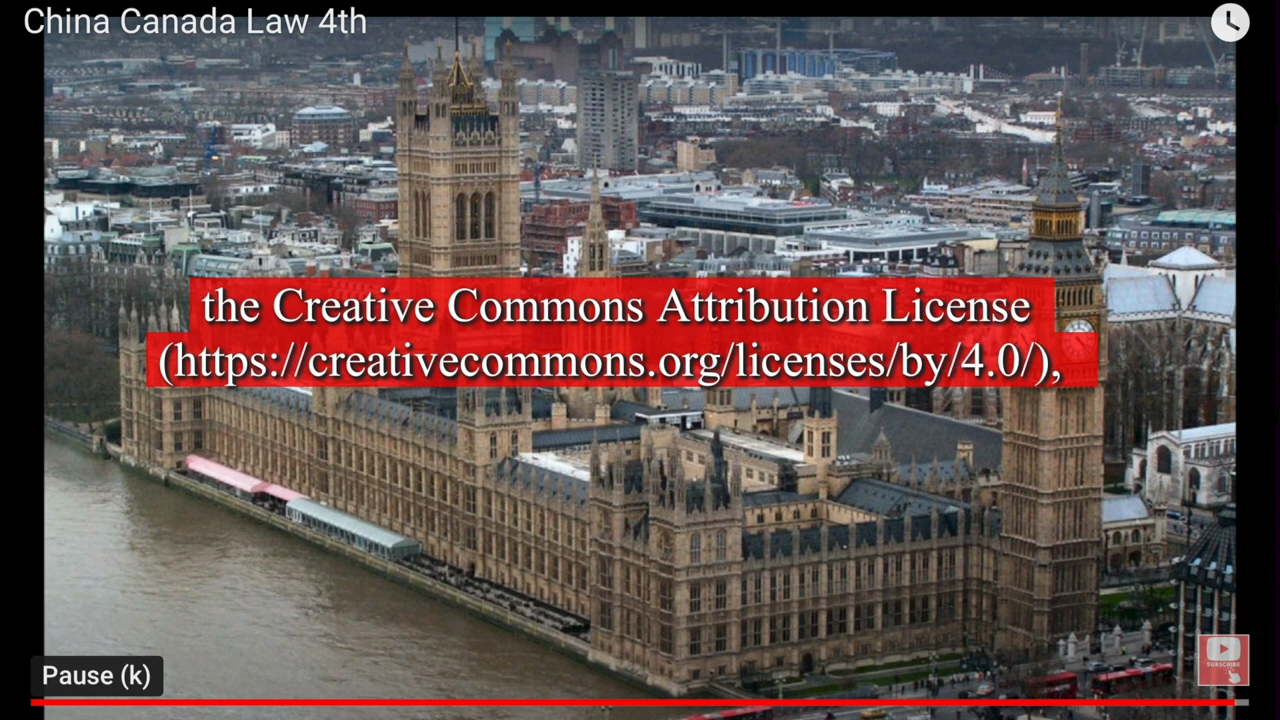 China Canada Law 4th
the Creative Commons Attribution License
(https://creativecommons.org/licenses/by/4.0/),
Pause (k)
SUBSCRIBE